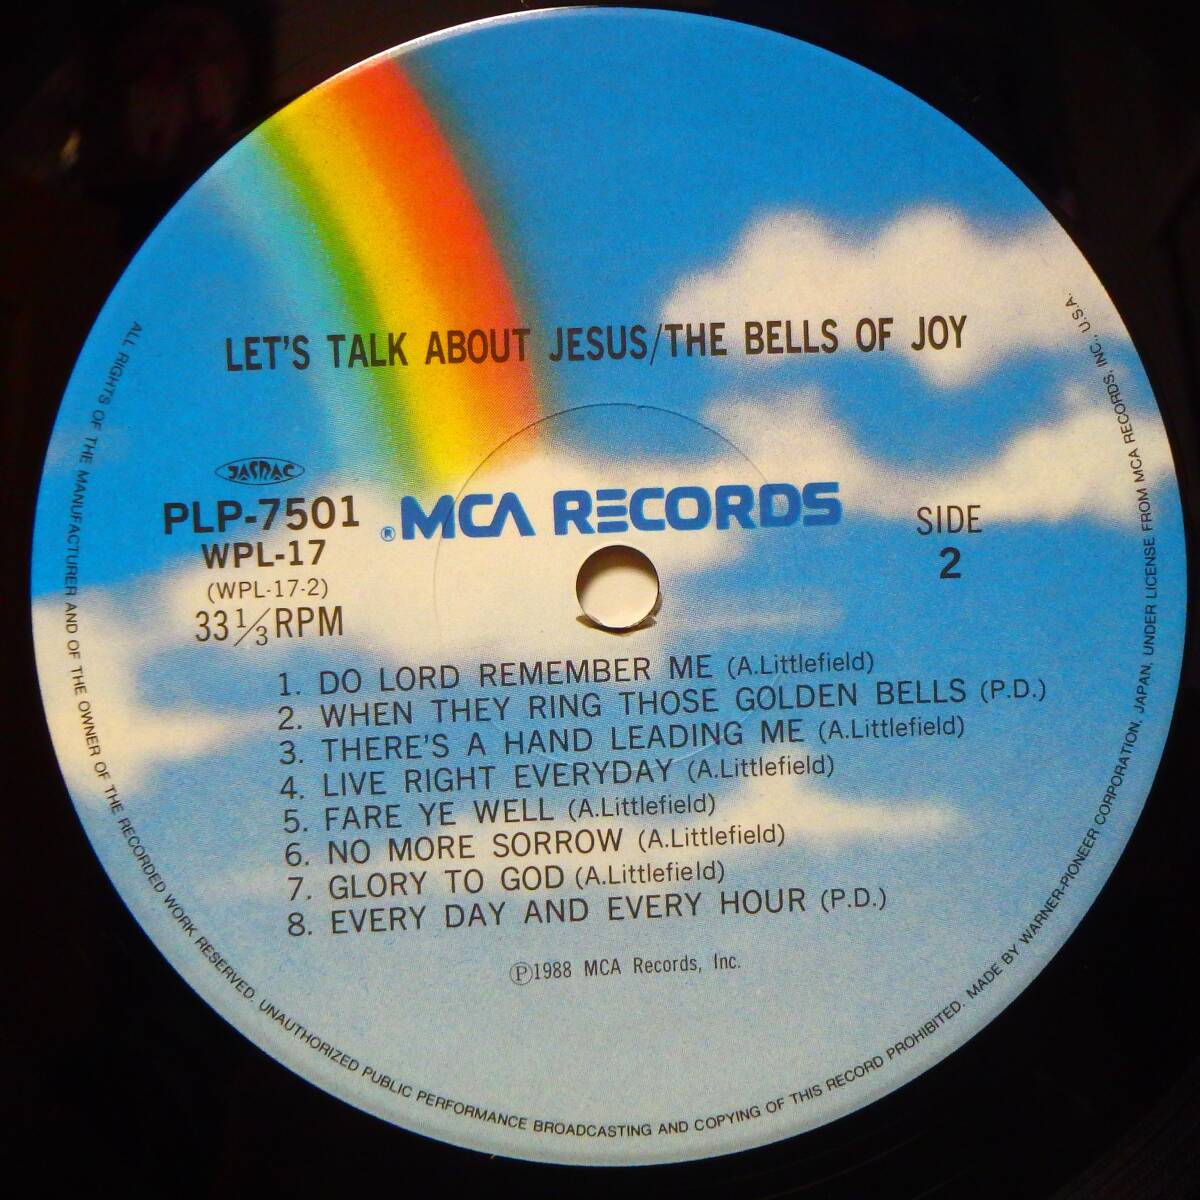 LET'S TALK ABOUT JESUS/THE BELLS OF JOY
JASRAC
PLP-7501
WPL-17
(WPL-17-2)
33 1/3 RPM
® MCA RECORDS
SIDE
2
1. DO LORD REMEMBER ME (A.Littlefield)
2. WHEN THEY RING THOSE GOLDEN BELLS (P.D.)
3. THERE'S A HAND LEADING ME (A.Littlefield)
4. LIVE RIGHT EVERYDAY (A.Littlefield)
5. FARE YE WELL (A.Littlefield)
6. NO MORE SORROW (A.Littlefield)
7. GLORY TO GOD (A.Littlefield)
8. EVERY DAY AND EVERY HOUR (P.D.)
Ⓟ1988 MCA Records, Inc.
ALL RIGHTS OF THE MANUFACTURER AND OF THE OWNER OF THE RECORDED WORK RESERVED. UNAUTHORIZED PUBLIC PERFORMANCE BROADCASTING AND COPYING OF THIS RECORD PROHIBITED. MADE BY WARNER-PIONEER CORPORATION, JAPAN, UNDER LICENSE FROM MCA RECORDS, INC., U.S.A.